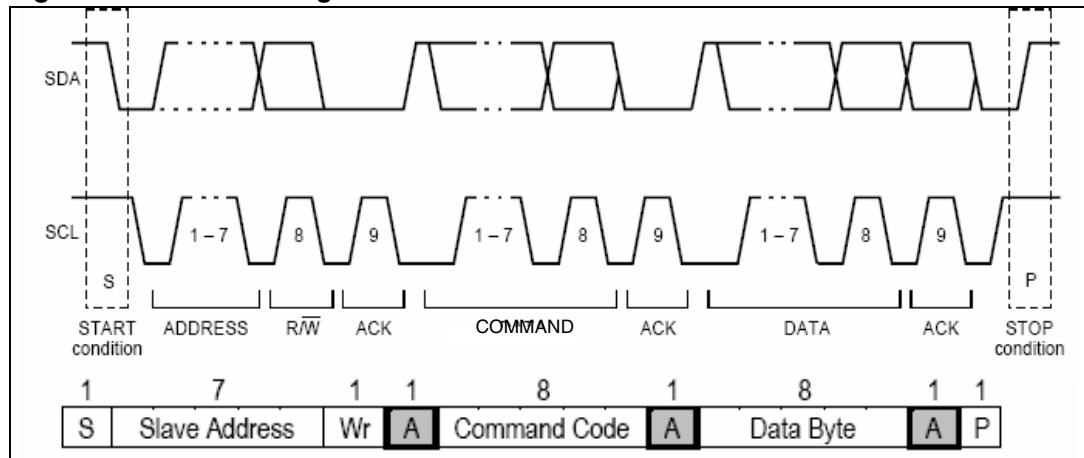 SDA
SCL
1 – 7 8 9 1 – 7 8 9 1 – 7 8 9
S P
START ADDRESS R/W̅ ACK COMMAND ACK DATA ACK STOP
condition condition
1 7 1 1 8 1 8 1 1
S Slave Address Wr A Command Code A Data Byte A P